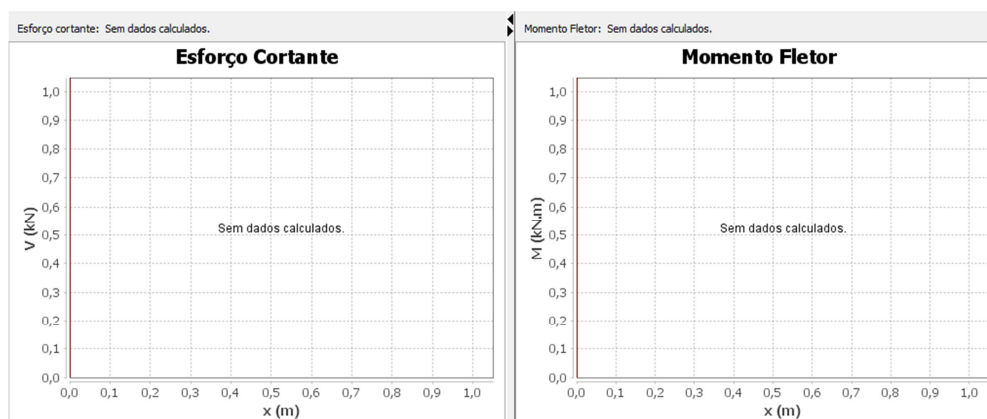 Esforço cortante: Sem dados calculados.
Esforço Cortante
1,0
0,9
0,8
0,7
0,6
0,5
0,4
0,3
0,2
0,1
0,0
V (kN)
Sem dados calculados.
0,0 0,1 0,2 0,3 0,4 0,5 0,6 0,7 0,8 0,9 1,0
x (m)
Momento Fletor: Sem dados calculados.
Momento Fletor
1,0
0,9
0,8
0,7
0,6
0,5
0,4
0,3
0,2
0,1
0,0
M (kN.m)
Sem dados calculados.
0,0 0,1 0,2 0,3 0,4 0,5 0,6 0,7 0,8 0,9 1,0
x (m)